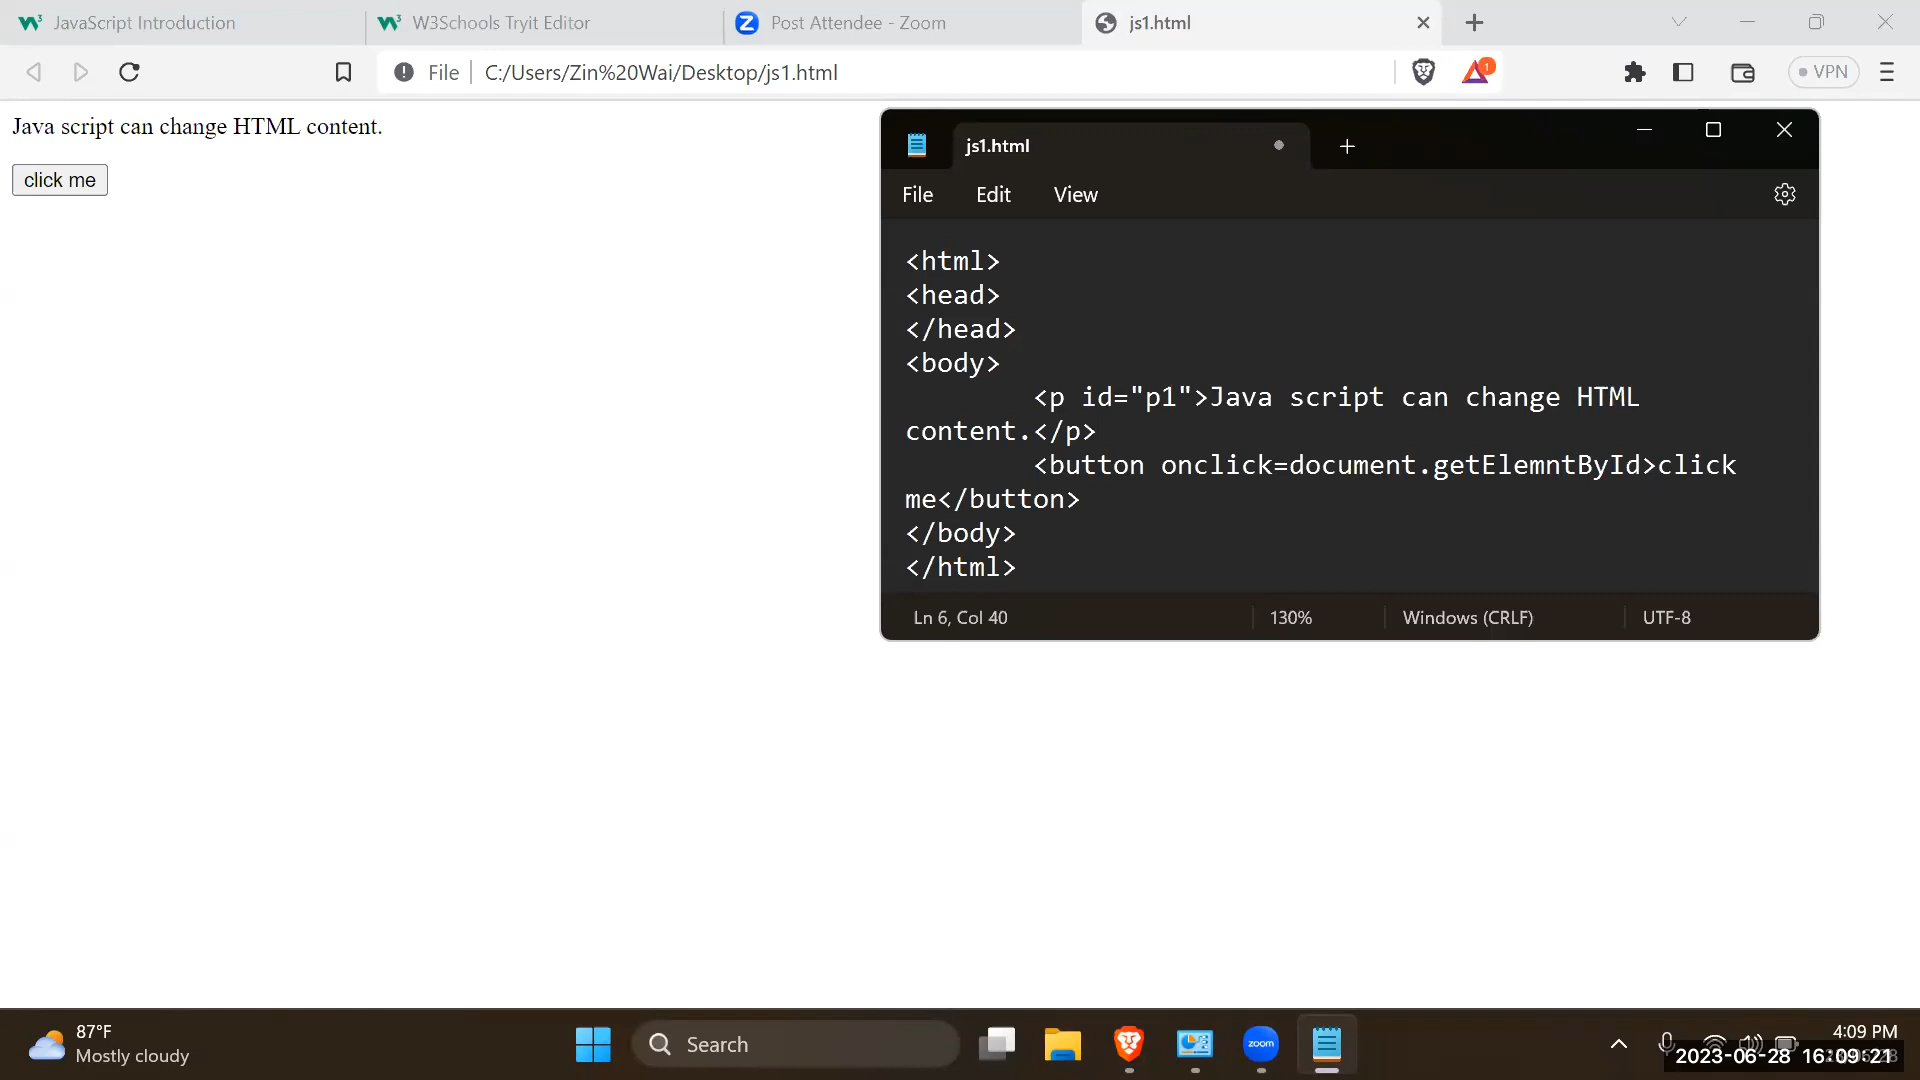 JavaScript Introduction
W3Schools Tryit Editor
Post Attendee - Zoom
js1.html
File
C:/Users/Zin%20Wai/Desktop/js1.html
1
VPN
Java script can change HTML content.
click me
js1.html
File
Edit
View
<html>
<head>
</head>
<body>
<p id="p1">Java script can change HTML
content.</p>
<button onclick=document.getElemntById>click
me</button>
</body>
</html>
Ln 6, Col 40
130%
Windows (CRLF)
UTF-8
87°F
Mostly cloudy
Search
zoom
4:09 PM
2023-06-28 16:09:21